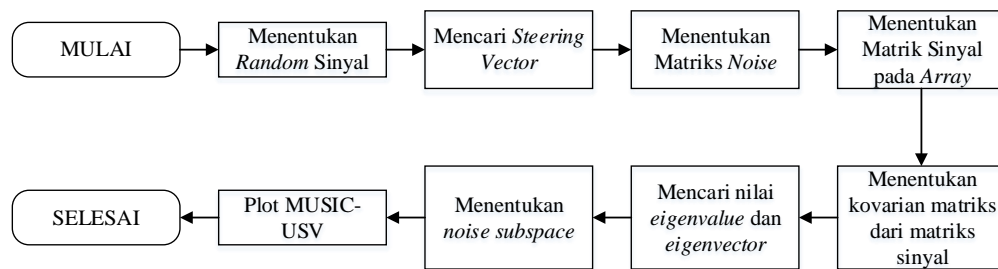 MULAI
Menentukan
Random Sinyal
Mencari Steering
Vector
Menentukan
Matriks Noise
Menentukan
Matrik Sinyal
pada Array
Menentukan
kovarian matriks
dari matriks
sinyal
Mencari nilai
eigenvalue dan
eigenvector
Menentukan
noise subspace
Plot MUSIC-
USV
SELESAI